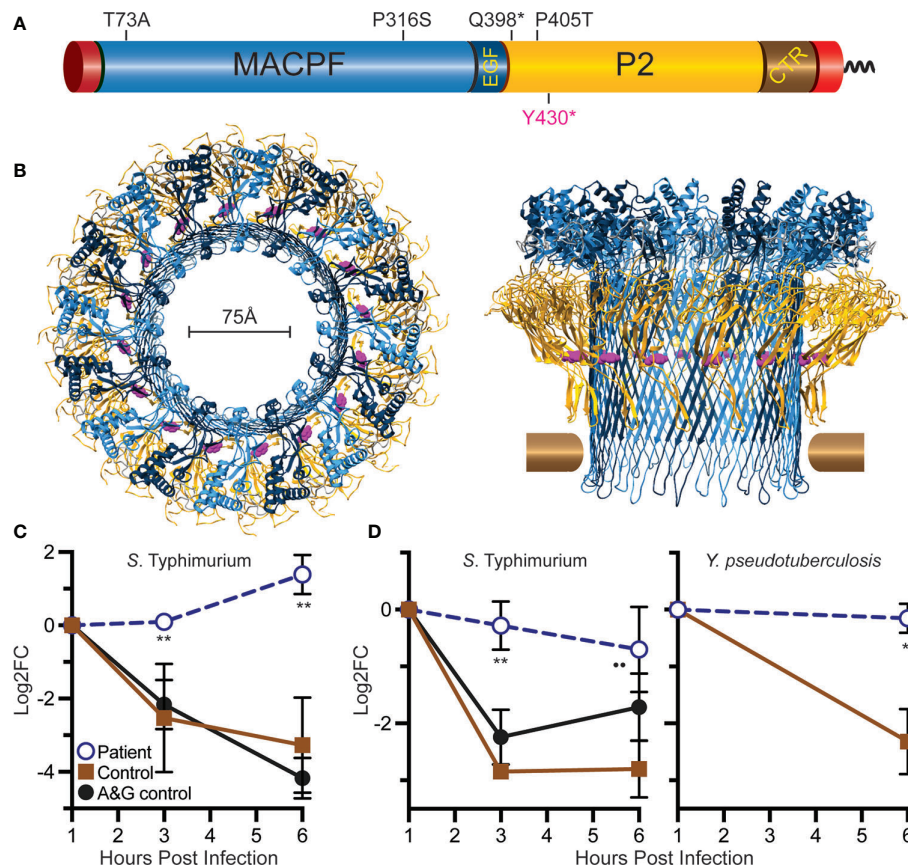 A
T73A P316S Q398* P405T
MACPF EGF P2 CTR
Y430*
B
75Å
C D
S. Typhimurium S. Typhimurium Y. pseudotuberculosis
2
0 0
** ** *
** ••
-2 -2
-4
Log2FC Log2FC
Patient
Control
A&G control
1 2 3 4 5 6 1 2 3 4 5 6 1 2 3 4 5 6
Hours Post Infection Hours Post Infection